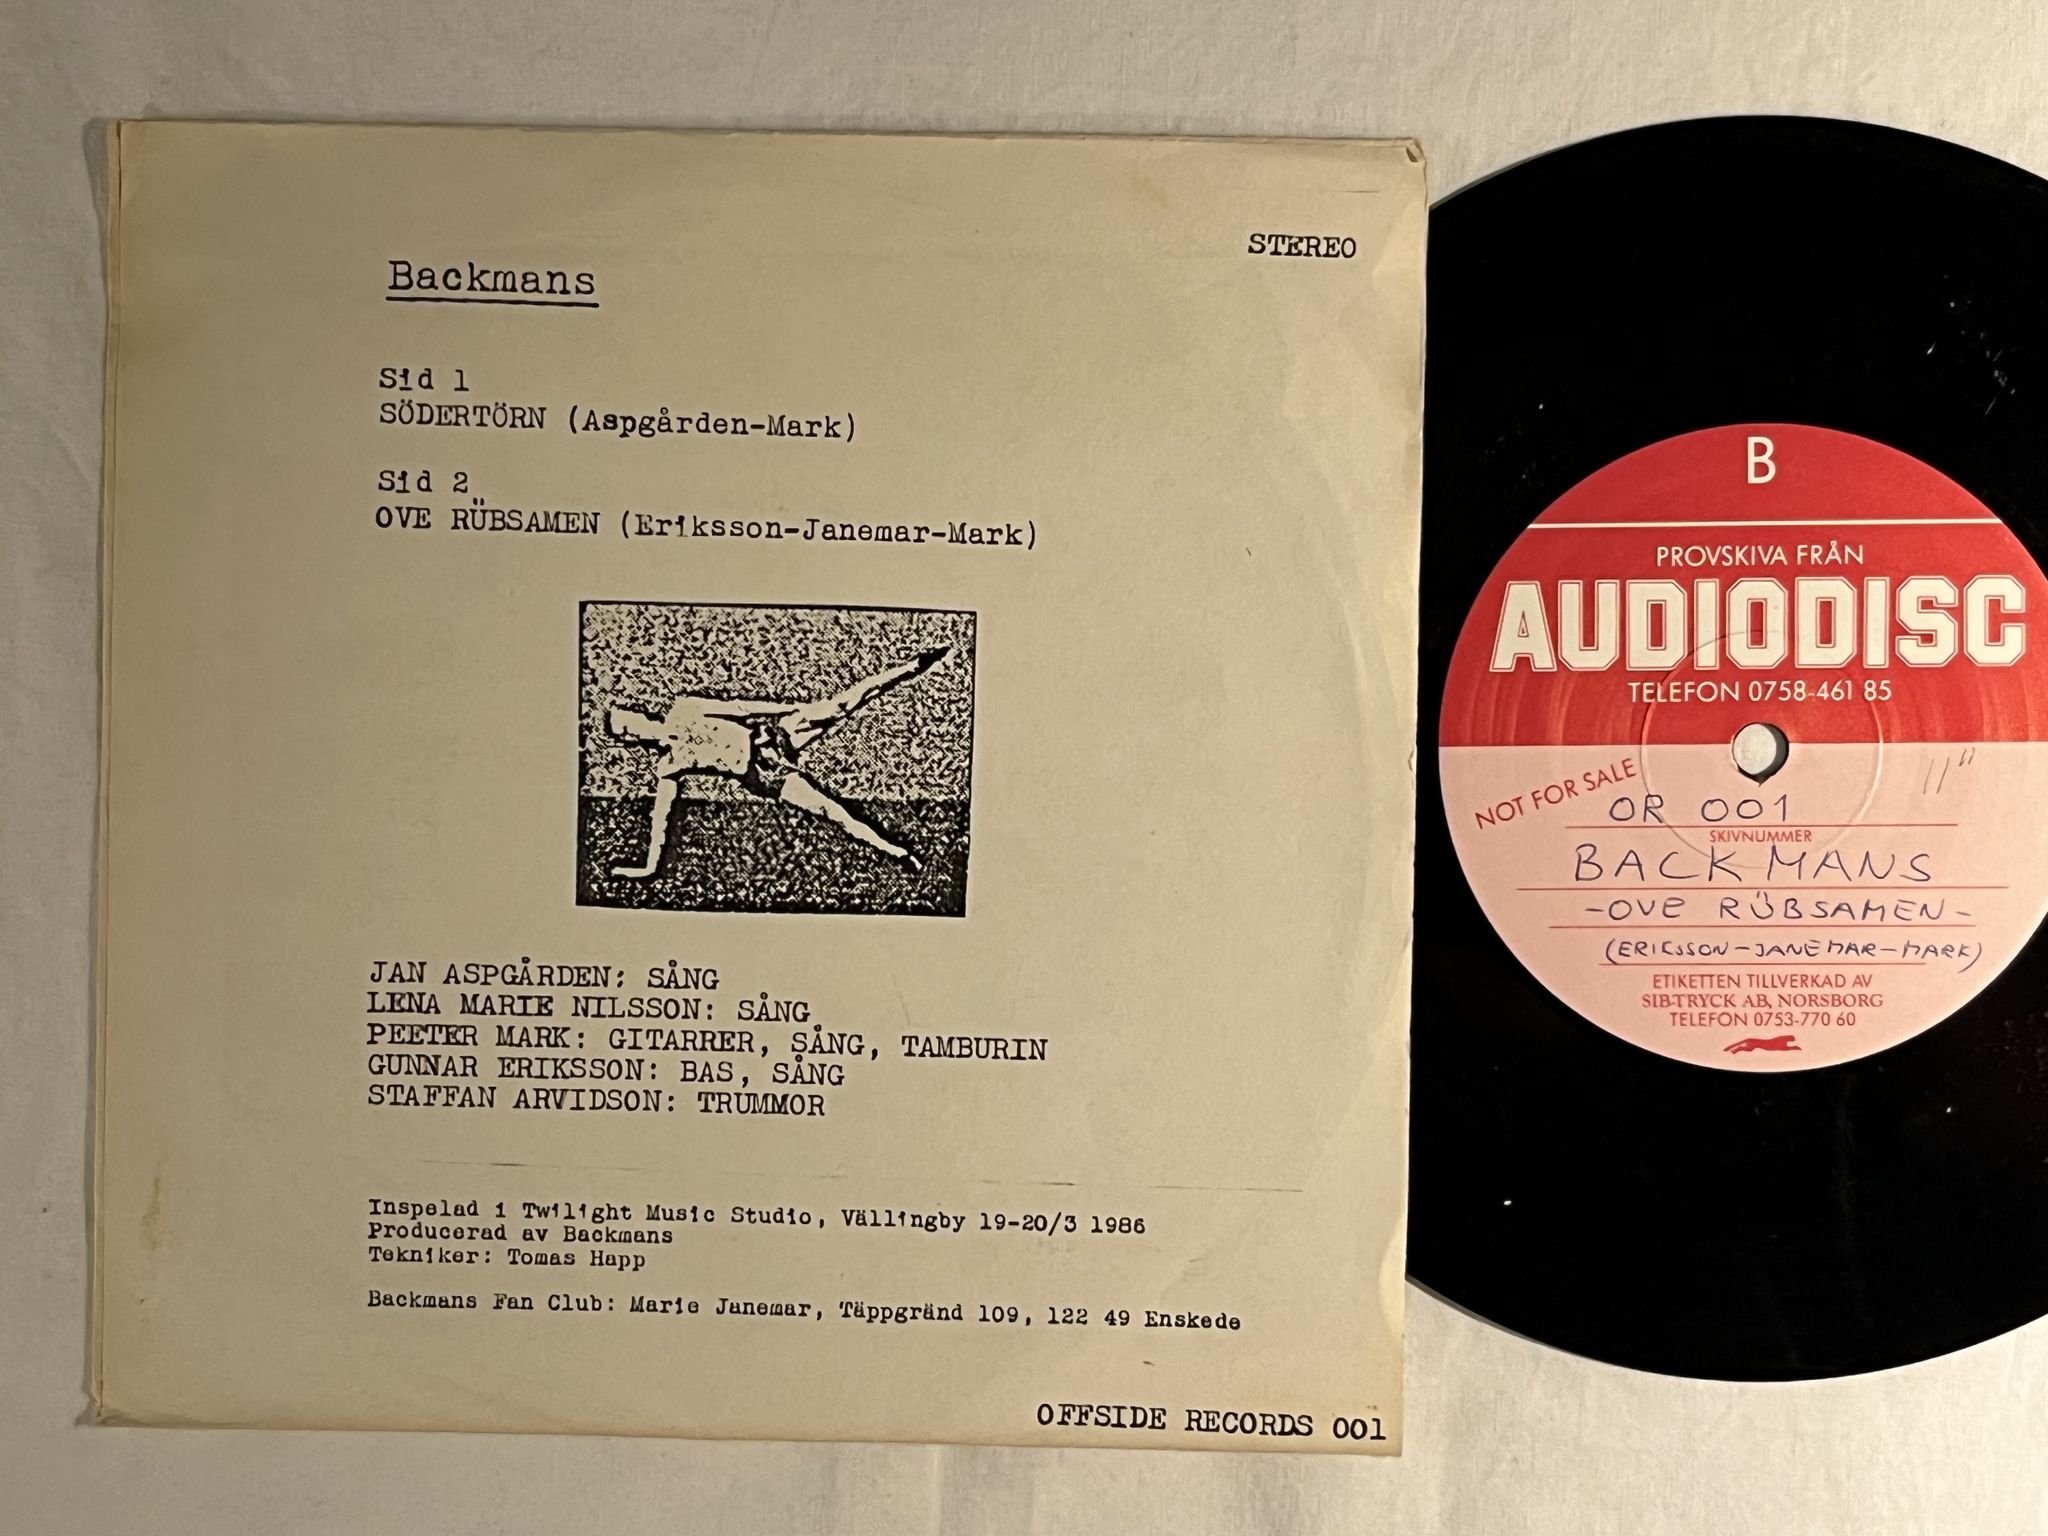 STEREO
Backmans
Sid 1
SÖDERTÖRN (Aspgården-Mark)
Sid 2
OVE RÜBSAMEN (Eriksson-Janemar-Mark)
JAN ASPGÅRDEN: SÅNG
LENA MARIE NILSSON: SÅNG
PEETER MARK: GITARRER, SÅNG, TAMBURIN
GUNNAR ERIKSSON: BAS, SÅNG
STAFFAN ARVIDSON: TRUMMOR
Inspelad i Twilight Music Studio, Vällingby 19-20/3 1986
Producerad av Backmans
Tekniker: Tomas Happ
Backmans Fan Club: Marie Janemar, Täppgränd 109, 122 49 Enskede
OFFSIDE RECORDS 001
B
PROVSKIVA FRÅN
AUDIODISC
TELEFON 0758-461 85
NOT FOR SALE
OR 001
SKIVNUMMER
BACKMANS
-OVE RÜBSAMEN-
(ERIKSSON-JANEMAR-MARK)
ETIKETTEN TILLVERKAD AV
SIB-TRYCK AB, NORSBORG
TELEFON 0753-770 60